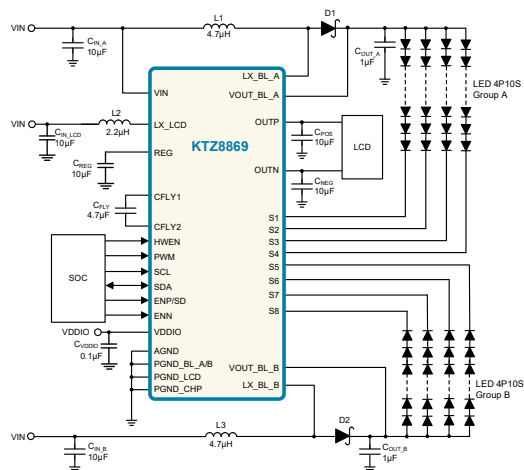 L1
4.7µH
D1
VIN
CIN_A
10µF
COUT_A
1µF
LX_BL_A
VOUT_BL_A
LED 4P10S
Group A
VIN
L2
2.2µH
VIN
CIN_LCD
10µF
LX_LCD
KTZ8869
OUTP
CPOS
10µF
LCD
REG
CREG
10µF
OUTN
CNEG
10µF
CFLY1
CFLY
4.7µF
CFLY2
S1
S2
S3
S4
S5
S6
S7
S8
SOC
HWEN
PWM
SCL
SDA
ENP/SD
ENN
VDDIO
VDDIO
CVDDIO
0.1µF
AGND
PGND_BL_A/B
PGND_LCD
PGND_CHP
VOUT_BL_B
LX_BL_B
LED 4P10S
Group B
VIN
L3
4.7µH
D2
CIN_B
10µF
COUT_B
1µF